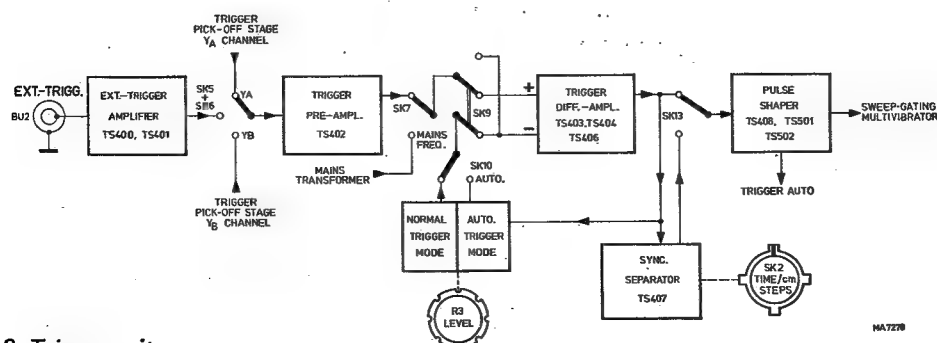 TRIGGER
PICK-OFF STAGE
YA CHANNEL
EXT.-TRIGG.
BU2
EXT.-TRIGGER
AMPLIFIER
TS400, TS401
SK5
+
SK6
YA
YB
TRIGGER
PRE-AMPL.
TS402
SK7
MAINS
FREQ.
MAINS
TRANSFORMER
TRIGGER
PICK-OFF STAGE
YB CHANNEL
SK9
SK10
AUTO.
+
−
TRIGGER
DIFF.-AMPL.
TS403, TS404
TS406
SK13
PULSE
SHAPER
TS408, TS501
TS502
SWEEP-GATING
MULTIVIBRATOR
TRIGGER AUTO
NORMAL
TRIGGER
MODE
AUTO.
TRIGGER
MODE
R3
LEVEL
SYNC.
SEPARATOR
TS407
SK2
TIME/cm
STEPS
MA7278